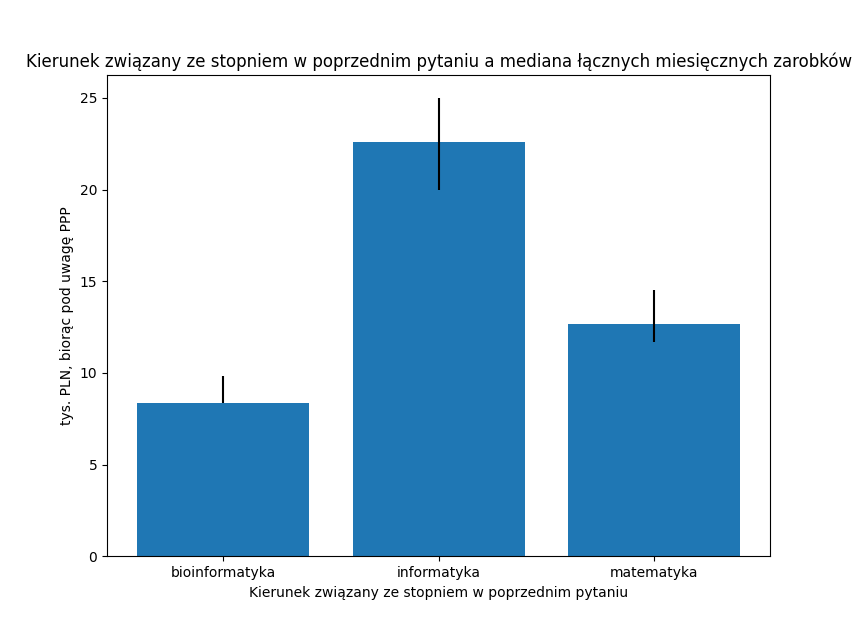 Kierunek związany ze stopniem w poprzednim pytaniu a mediana łącznych miesięcznych zarobków
25
20
15
10
5
0
tys. PLN, biorąc pod uwagę PPP
bioinformatyka
informatyka
matematyka
Kierunek związany ze stopniem w poprzednim pytaniu